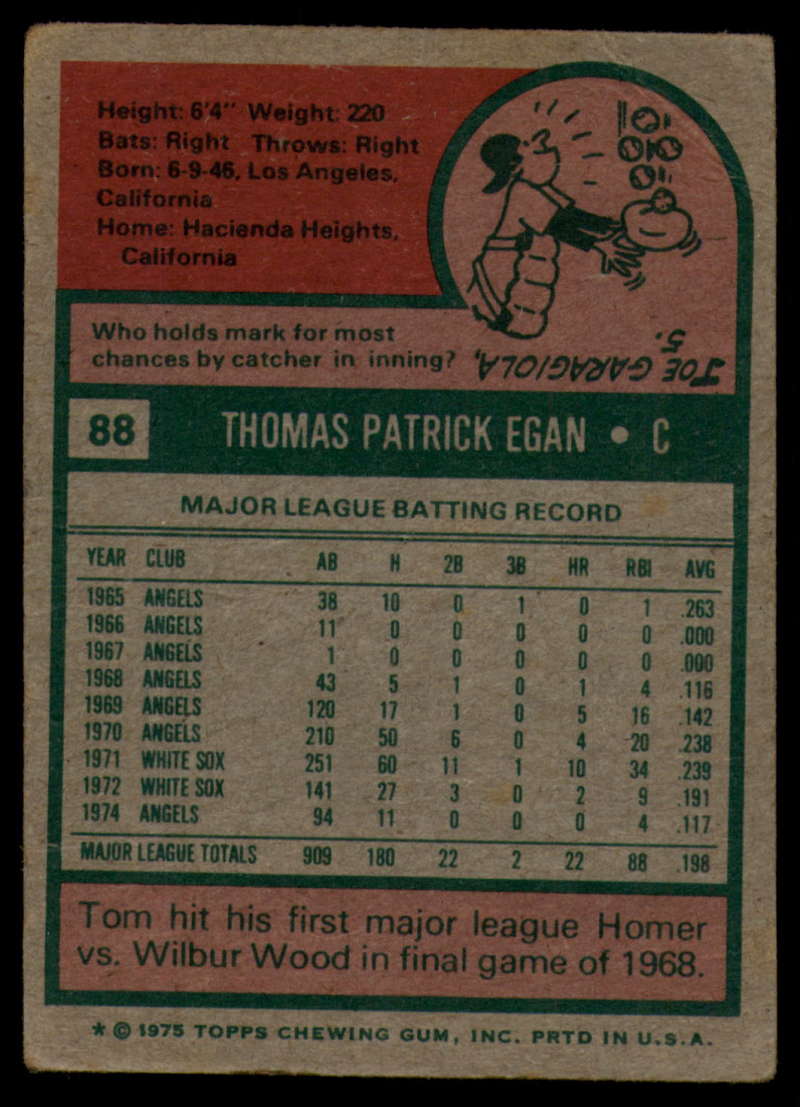 Height: 6'4" Weight: 220
Bats: Right Throws: Right
Born: 6-9-46, Los Angeles,
California
Home: Hacienda Heights,
California
Who holds mark for most
chances by catcher in inning?
JOE GARAGIOLA,
5.
88 THOMAS PATRICK EGAN • C
MAJOR LEAGUE BATTING RECORD
YEAR CLUB AB H 2B 3B HR RBI AVG
1965 ANGELS 38 10 0 1 0 1 .263
1966 ANGELS 11 0 0 0 0 0 .000
1967 ANGELS 1 0 0 0 0 0 .000
1968 ANGELS 43 5 1 0 1 4 .116
1969 ANGELS 120 17 1 0 5 16 .142
1970 ANGELS 210 50 6 0 4 20 .238
1971 WHITE SOX 251 60 11 1 10 34 .239
1972 WHITE SOX 141 27 3 0 2 9 .191
1974 ANGELS 94 11 0 0 0 4 .117
MAJOR LEAGUE TOTALS 909 180 22 2 22 88 .198
Tom hit his first major league Homer
vs. Wilbur Wood in final game of 1968.
* © 1975 TOPPS CHEWING GUM, INC. PRTD IN U.S.A.